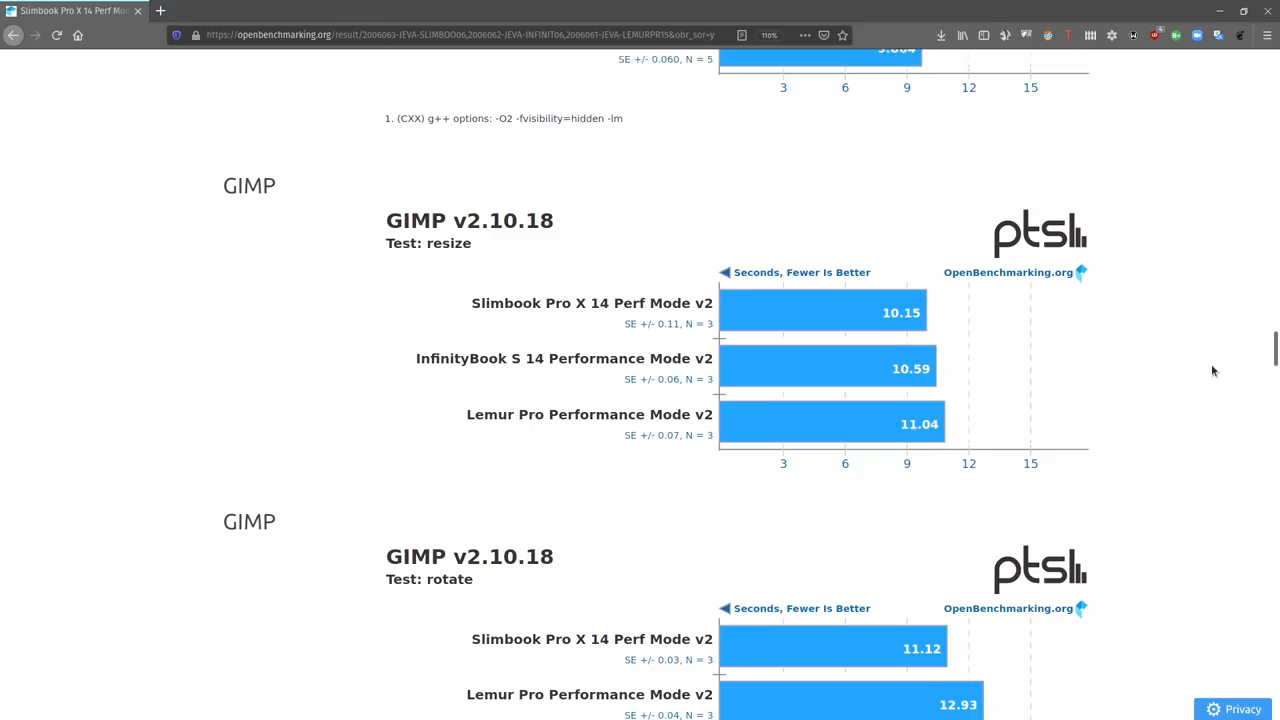 Slimbook Pro X 14 Perf Mo
https://openbenchmarking.org/result/2006063-JEVA-SLIMBOO06,2006062-JEVA-INFINIT06,2006061-JEVA-LEMURPR15&obr_sor=y
110%
SE +/- 0.060, N = 5
3 6 9 12 15
1. (CXX) g++ options: -O2 -fvisibility=hidden -lm
GIMP
GIMP v2.10.18
Test: resize
ptsl
Seconds, Fewer Is Better
OpenBenchmarking.org
Slimbook Pro X 14 Perf Mode v2
SE +/- 0.11, N = 3
10.15
InfinityBook S 14 Performance Mode v2
SE +/- 0.06, N = 3
10.59
Lemur Pro Performance Mode v2
SE +/- 0.07, N = 3
11.04
3 6 9 12 15
GIMP
GIMP v2.10.18
Test: rotate
ptsl
Seconds, Fewer Is Better
OpenBenchmarking.org
Slimbook Pro X 14 Perf Mode v2
SE +/- 0.03, N = 3
11.12
Lemur Pro Performance Mode v2
SE +/- 0.04, N = 3
12.93
Privacy